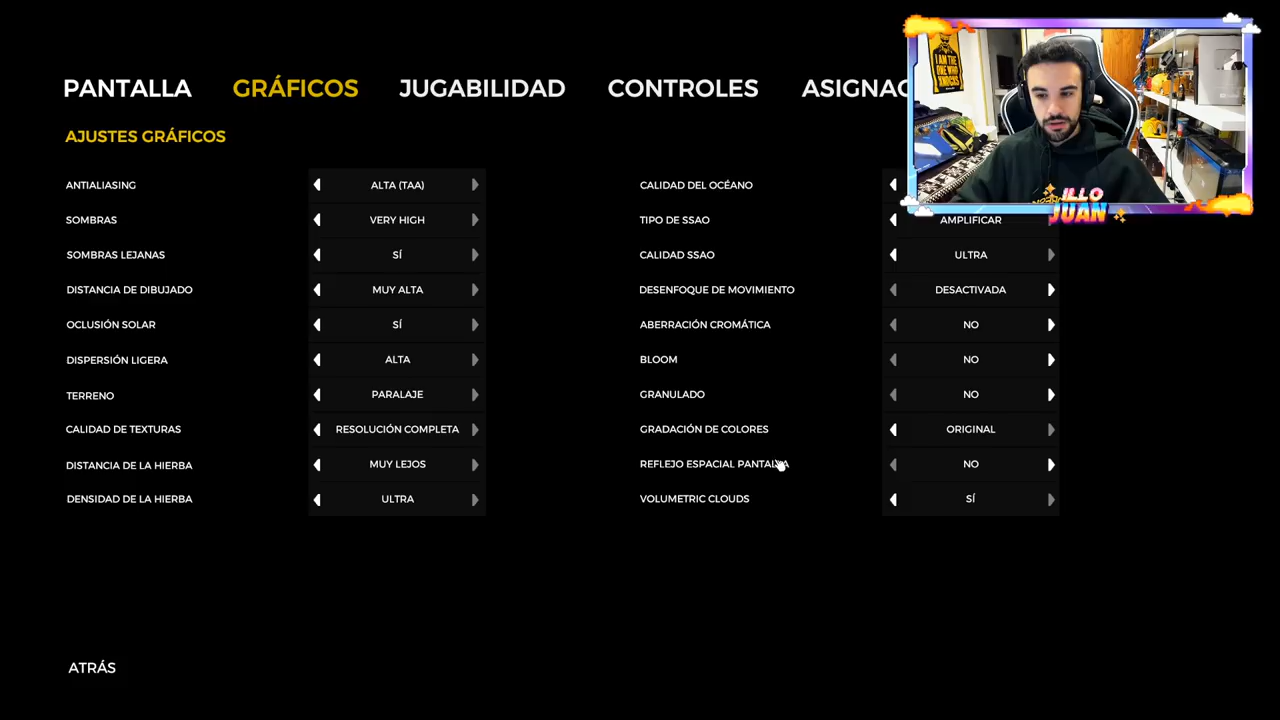 PANTALLA GRÁFICOS JUGABILIDAD CONTROLES ASIGNAC
AJUSTES GRÁFICOS
ANTIALIASING ALTA (TAA)
SOMBRAS VERY HIGH
SOMBRAS LEJANAS SÍ
DISTANCIA DE DIBUJADO MUY ALTA
OCLUSIÓN SOLAR SÍ
DISPERSIÓN LIGERA ALTA
TERRENO PARALAJE
CALIDAD DE TEXTURAS RESOLUCIÓN COMPLETA
DISTANCIA DE LA HIERBA MUY LEJOS
DENSIDAD DE LA HIERBA ULTRA
CALIDAD DEL OCÉANO
TIPO DE SSAO AMPLIFICAR
CALIDAD SSAO ULTRA
DESENFOQUE DE MOVIMIENTO DESACTIVADA
ABERRACIÓN CROMÁTICA NO
BLOOM NO
GRANULADO NO
GRADACIÓN DE COLORES ORIGINAL
REFLEJO ESPACIAL PANTALLA NO
VOLUMETRIC CLOUDS SÍ
ATRÁS
I AM THE
ONE WHO
KNOCKS
ILLO
JUAN